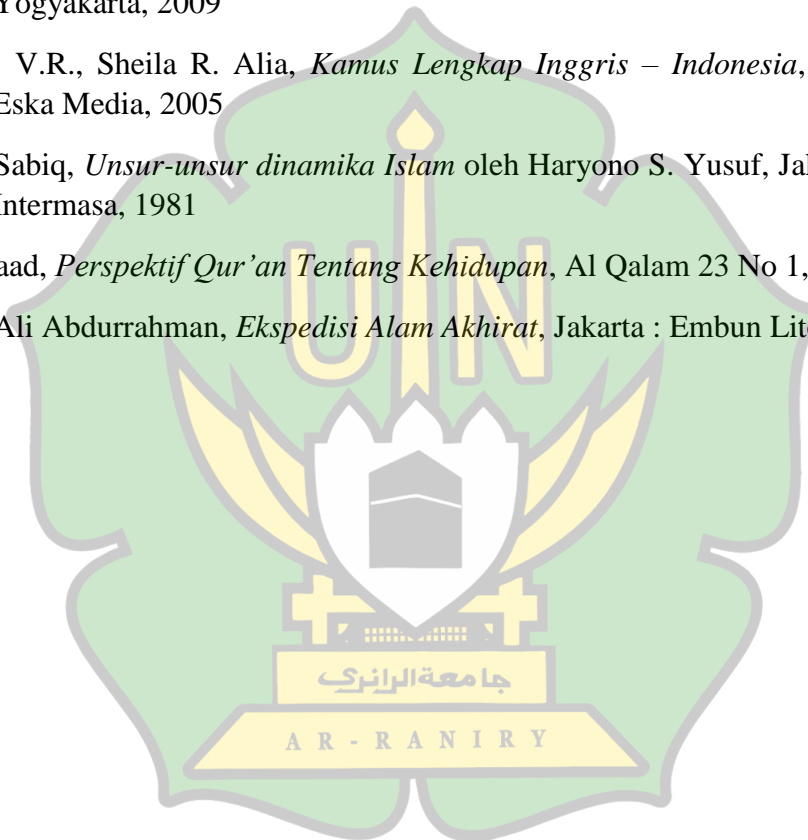 Yogyakarta, 2009
V.R., Sheila R. Alia, Kamus Lengkap Inggris – Indonesia,
Eska Media, 2005
Sabiq, Unsur-unsur dinamika Islam oleh Haryono S. Yusuf, Jak
Intermasa, 1981
aad, Perspektif Qur’an Tentang Kehidupan, Al Qalam 23 No 1,
Ali Abdurrahman, Ekspedisi Alam Akhirat, Jakarta : Embun Lit
UIN
جامعة الرانري
AR-RANIRY